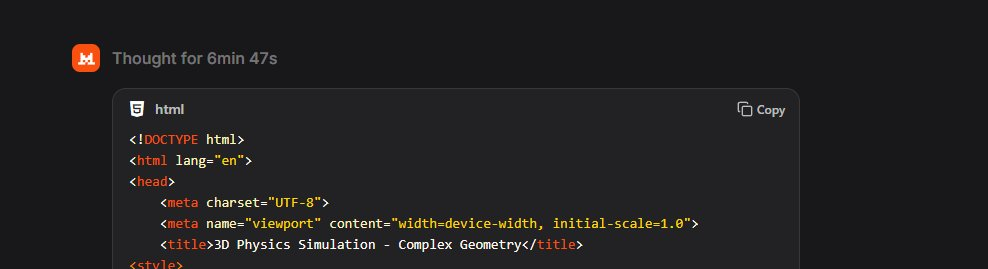 Thought for 6min 47s
html
Copy
<!DOCTYPE html>
<html lang="en">
<head>
    <meta charset="UTF-8">
    <meta name="viewport" content="width=device-width, initial-scale=1.0">
    <title>3D Physics Simulation - Complex Geometry</title>
<style>